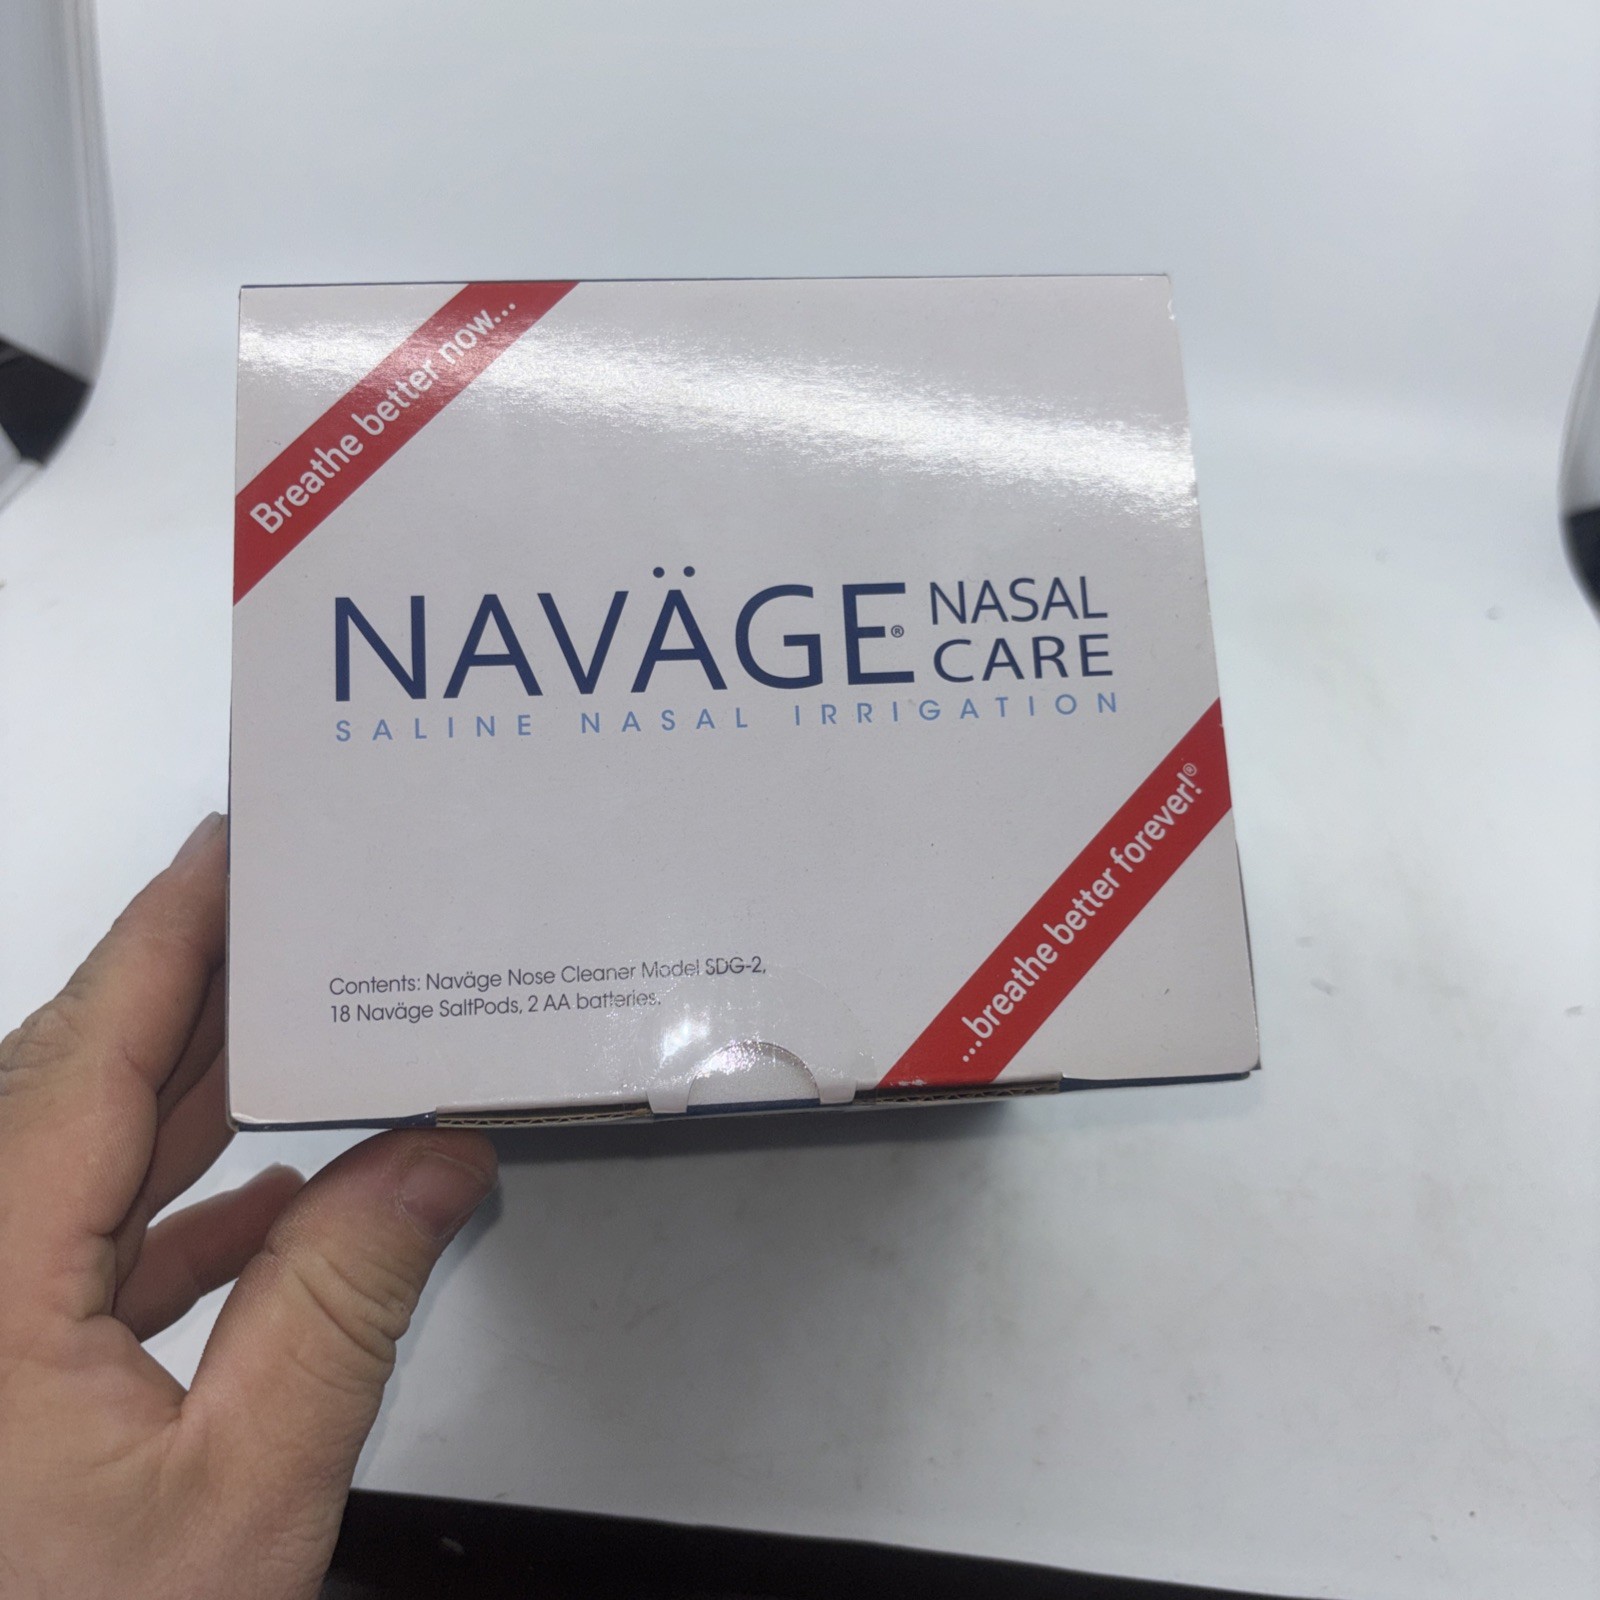 Breathe better now...
NAVÄGE® NASAL
CARE
SALINE NASAL IRRIGATION
...breathe better forever!®
Contents: Naväge Nose Cleaner Model SDG-2,
18 Naväge SaltPods, 2 AA batteries.